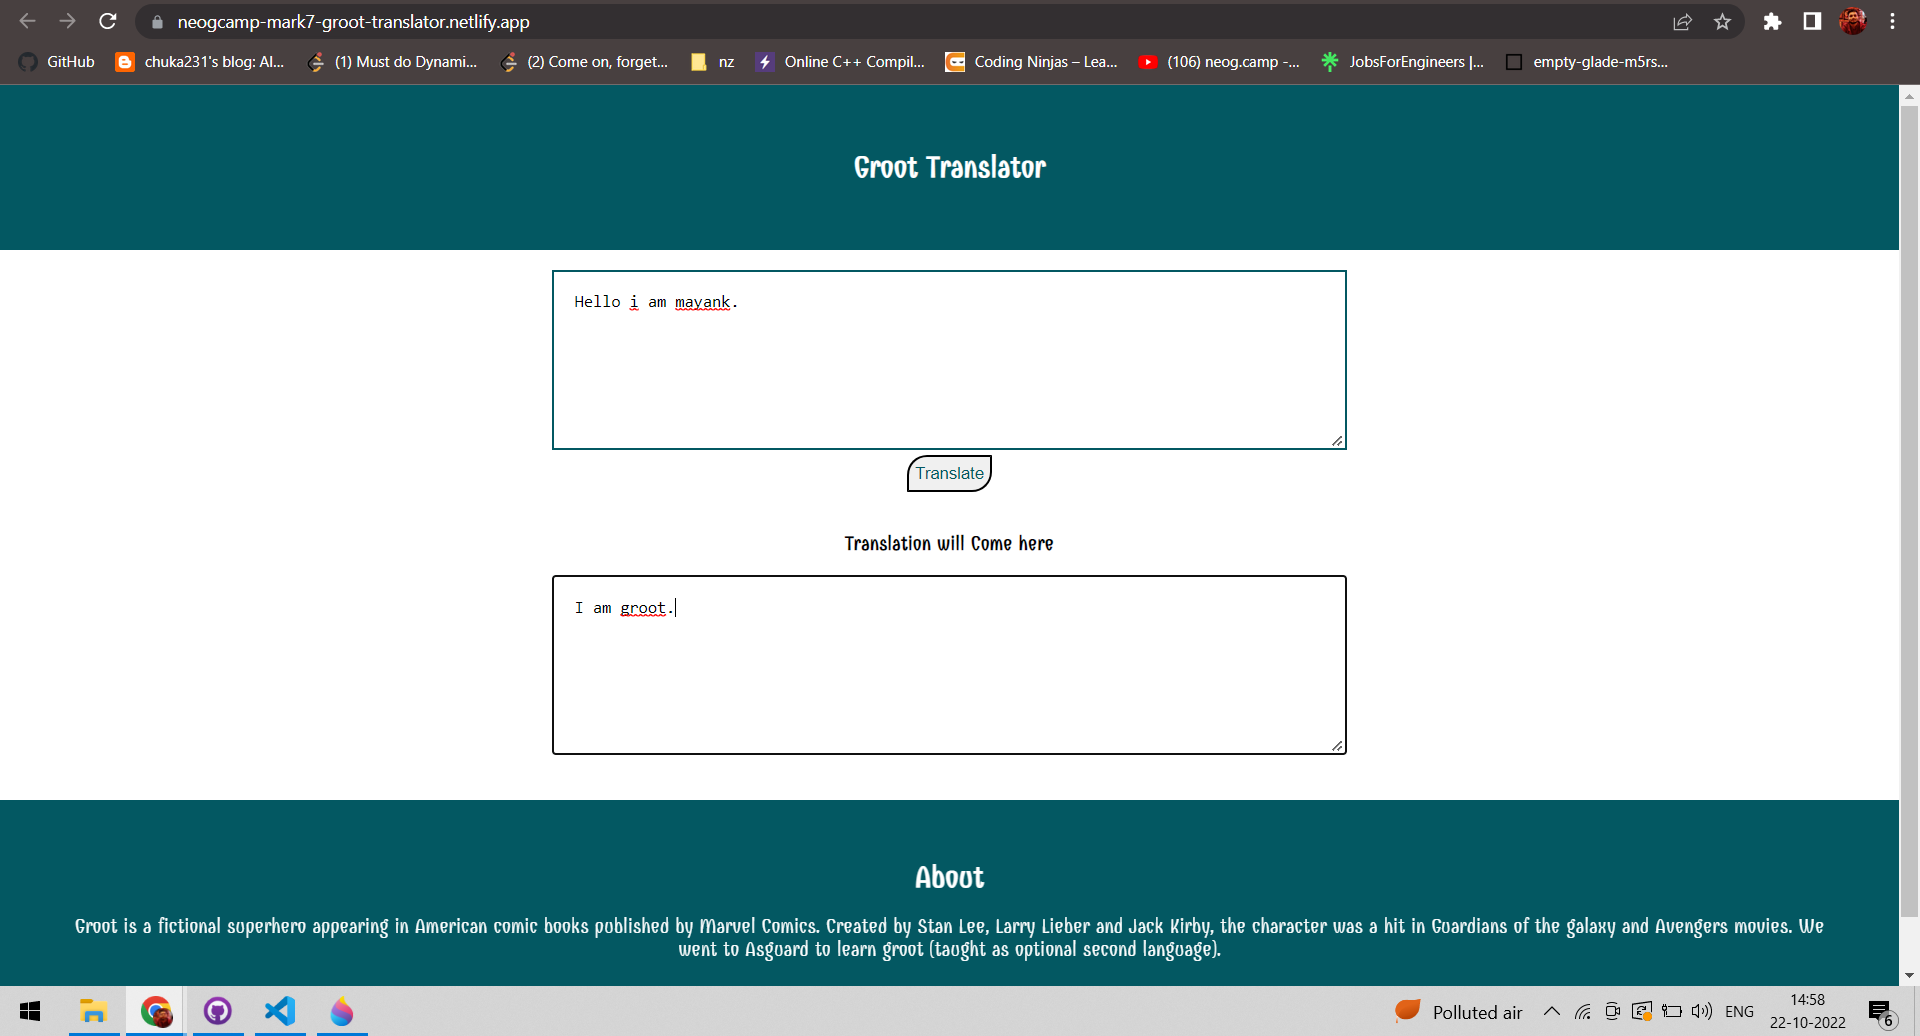 neogcamp-mark7-groot-translator.netlify.app
GitHub
chuka231's blog: Al...
(1) Must do Dynami...
(2) Come on, forget...
nz
Online C++ Compil...
Coding Ninjas – Lea...
(106) neog.camp -...
JobsForEngineers |...
empty-glade-m5rs...
Groot Translator
Hello i am mayank.
Translate
Translation will Come here
I am groot.
About
Groot is a fictional superhero appearing in American comic books published by Marvel Comics. Created by Stan Lee, Larry Lieber and Jack Kirby, the character was a hit in Guardians of the galaxy and Avengers movies. We
went to Asguard to learn groot (taught as optional second language).
Polluted air
ENG
14:58
22-10-2022
6